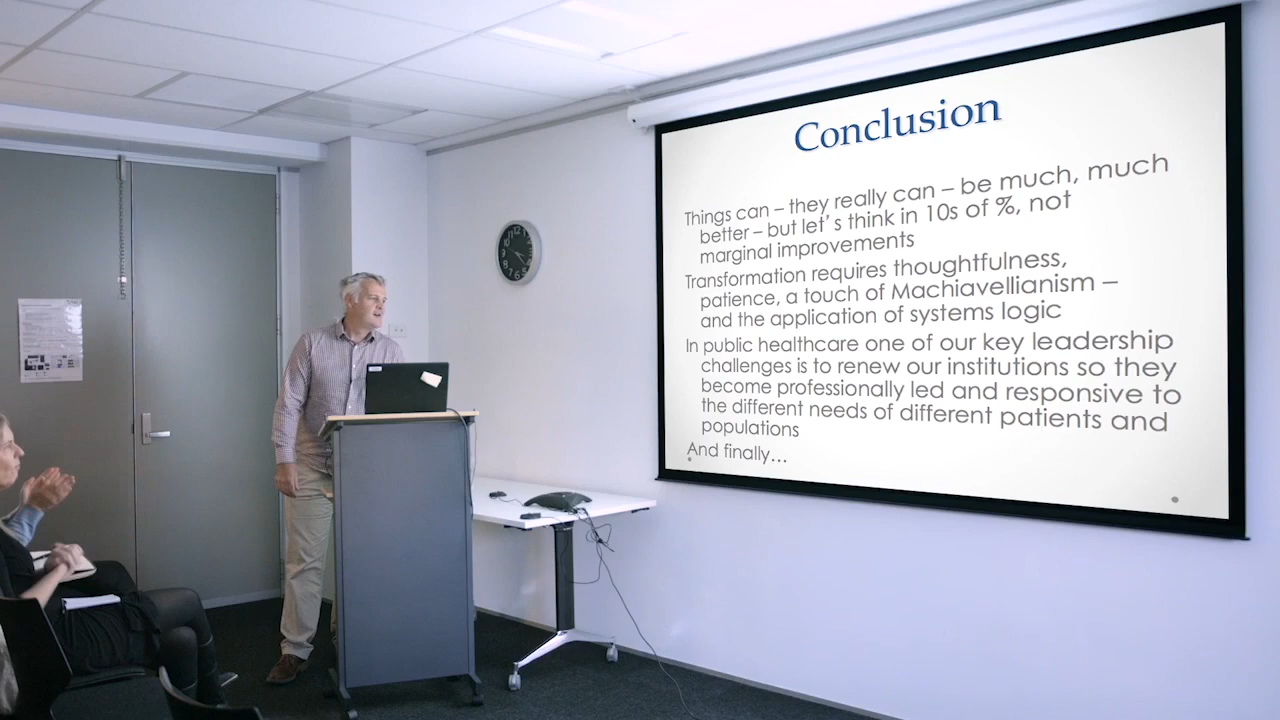 Conclusion
Things can – they really can – be much, much
better – but let's think in 10s of %, not
marginal improvements
Transformation requires thoughtfulness,
patience, a touch of Machiavellianism –
and the application of systems logic
In public healthcare one of our key leadership
challenges is to renew our institutions so they
become professionally led and responsive to
the different needs of different patients and
populations
And finally…